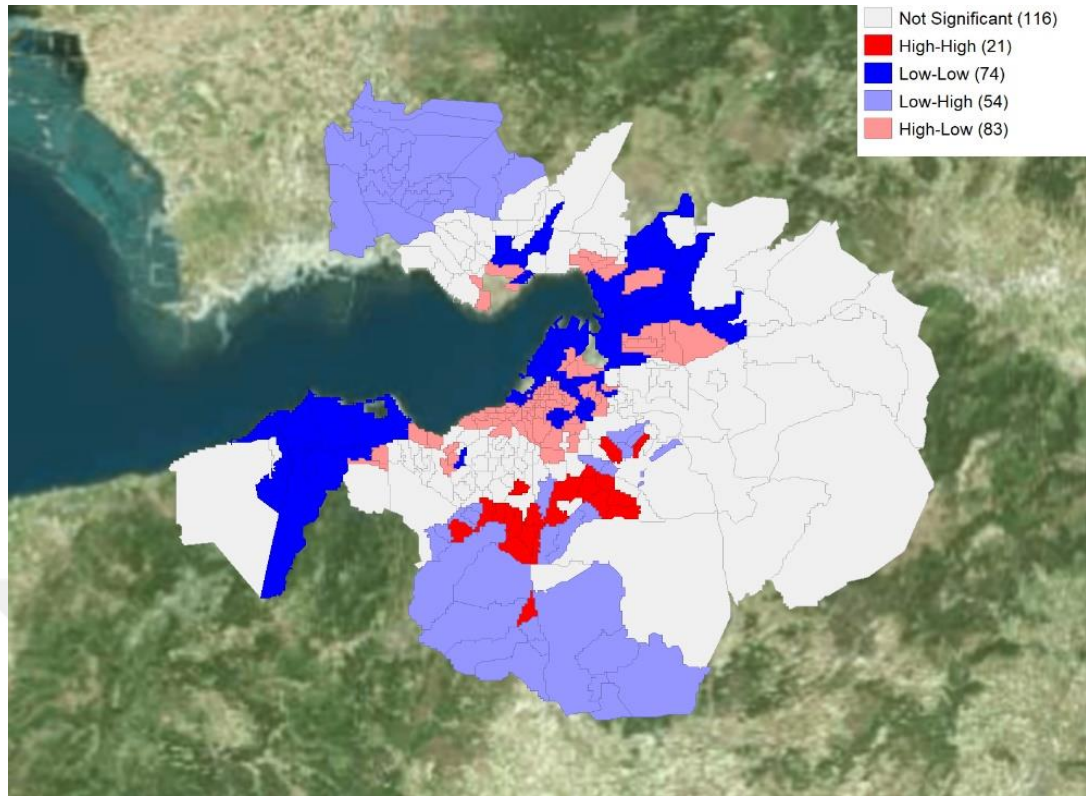 Not Significant (116)
High-High (21)
Low-Low (74)
Low-High (54)
High-Low (83)